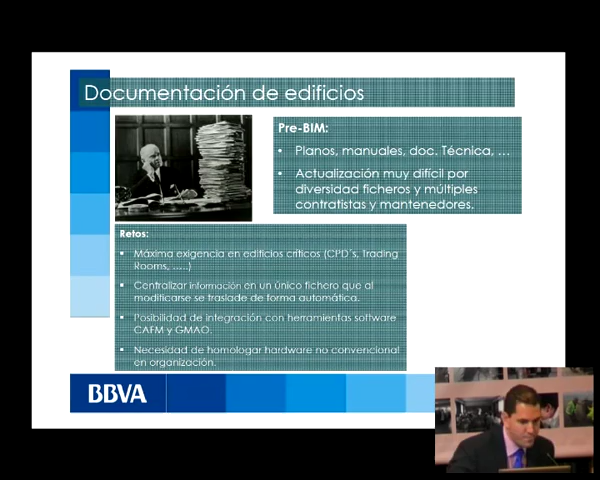 Documentación de edificios
Pre-BIM:
• Planos, manuales, doc. Técnica, ...
• Actualización muy difícil por
diversidad ficheros y múltiples
contratistas y mantenedores.
Retos:
▪ Máxima exigencia en edificios críticos (CPD´s, Trading
Rooms, .....)
▪ Centralizar información en un único fichero que al
modificarse se traslade de forma automática.
▪ Posibilidad de integración con herramientas software
CAFM y GMAO.
▪ Necesidad de homologar hardware no convencional
en organización.
BBVA